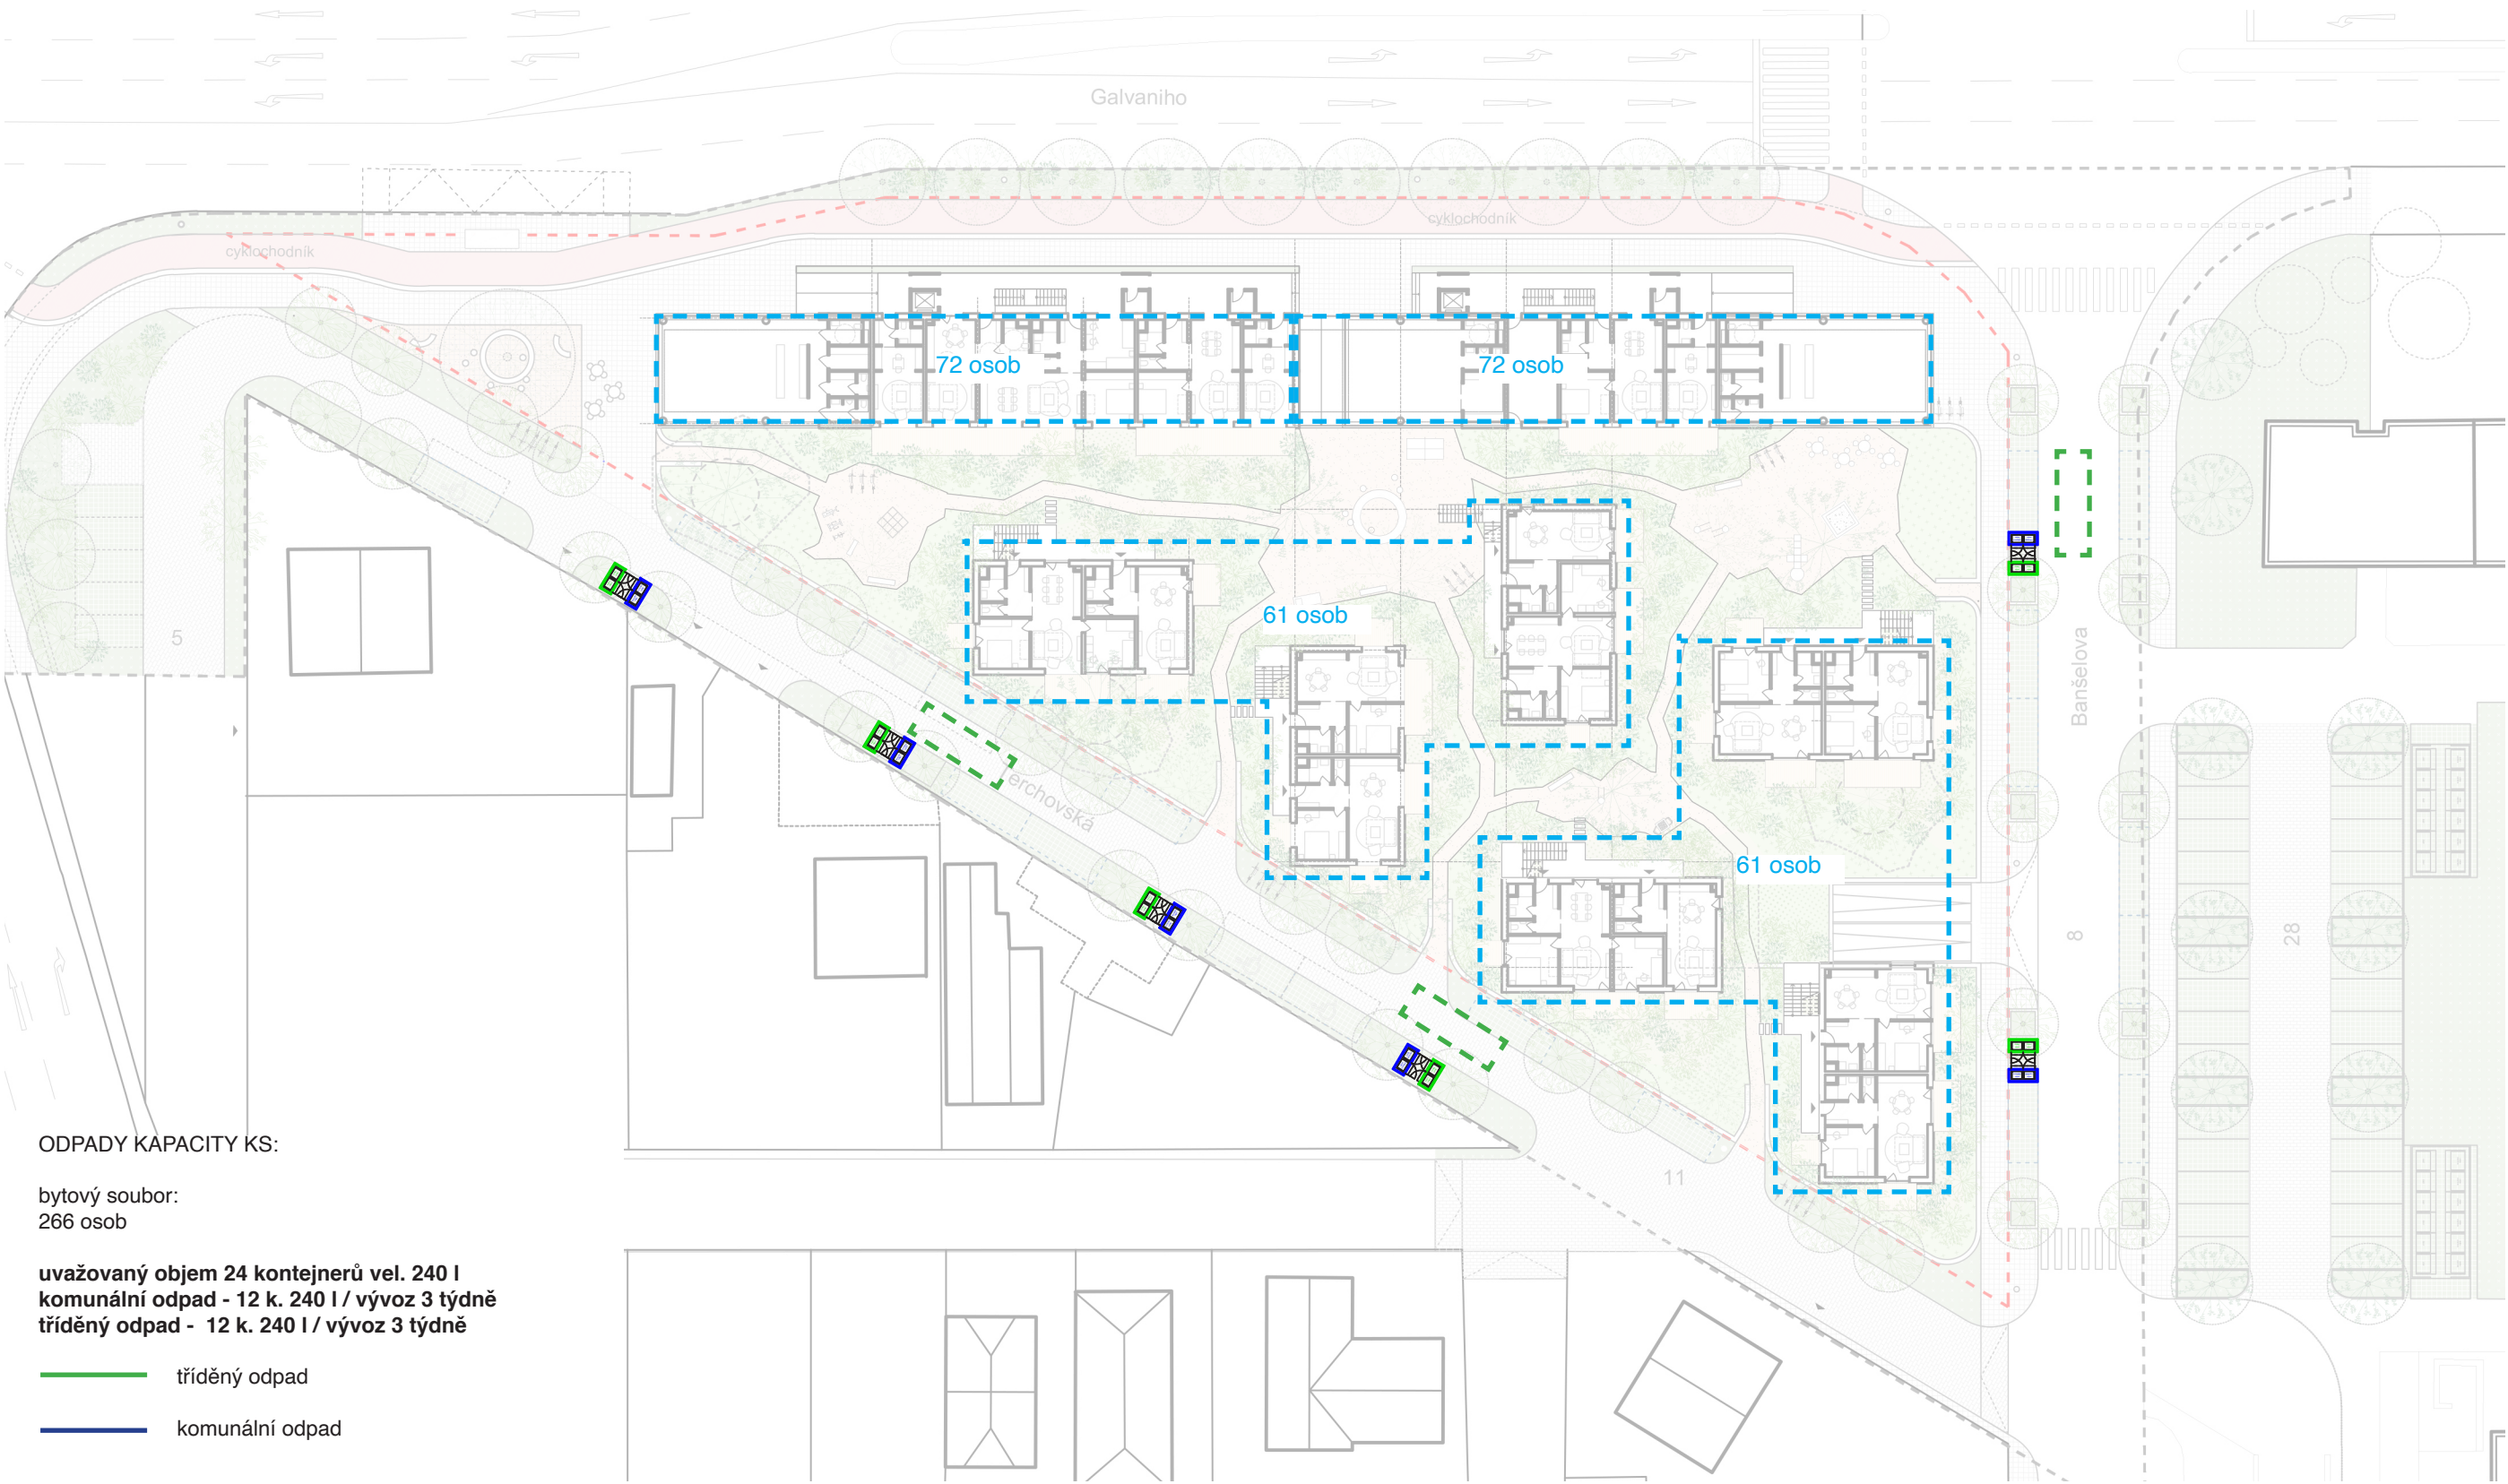 Galvaniho
cyklochodník
cyklochodník
72 osob
72 osob
61 osob
5
Banšelova
erchovská
61 osob
8
28
11
ODPADY KAPACITY KS:
bytový soubor:
266 osob
uvažovaný objem 24 kontejnerů vel. 240 l
komunální odpad - 12 k. 240 l / vývoz 3 týdně
tříděný odpad - 12 k. 240 l / vývoz 3 týdně
tříděný odpad
komunální odpad